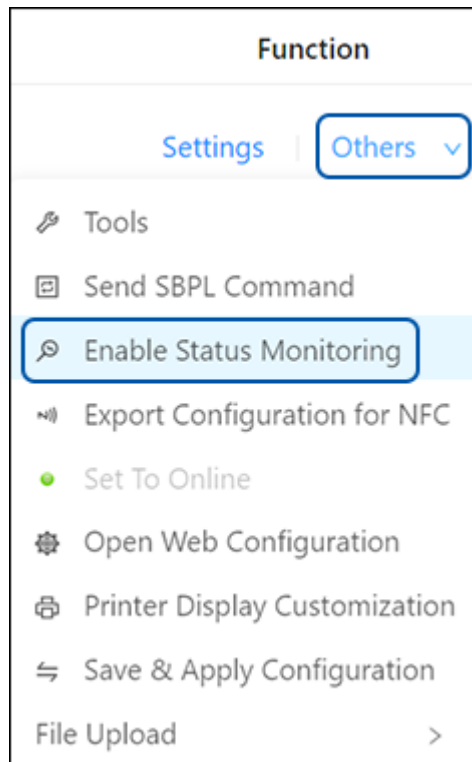 Function
Settings Others
Tools
Send SBPL Command
Enable Status Monitoring
Export Configuration for NFC
Set To Online
Open Web Configuration
Printer Display Customization
Save & Apply Configuration
File Upload